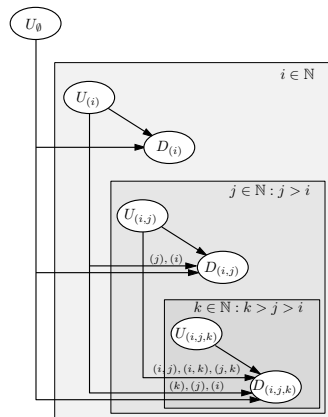 U_∅
i ∈ ℕ
U_(i)
D_(i)
j ∈ ℕ : j > i
U_(i,j)
(j), (i)
D_(i,j)
k ∈ ℕ : k > j > i
U_(i,j,k)
(i, j), (i, k), (j, k)
(k), (j), (i)
D_(i,j,k)